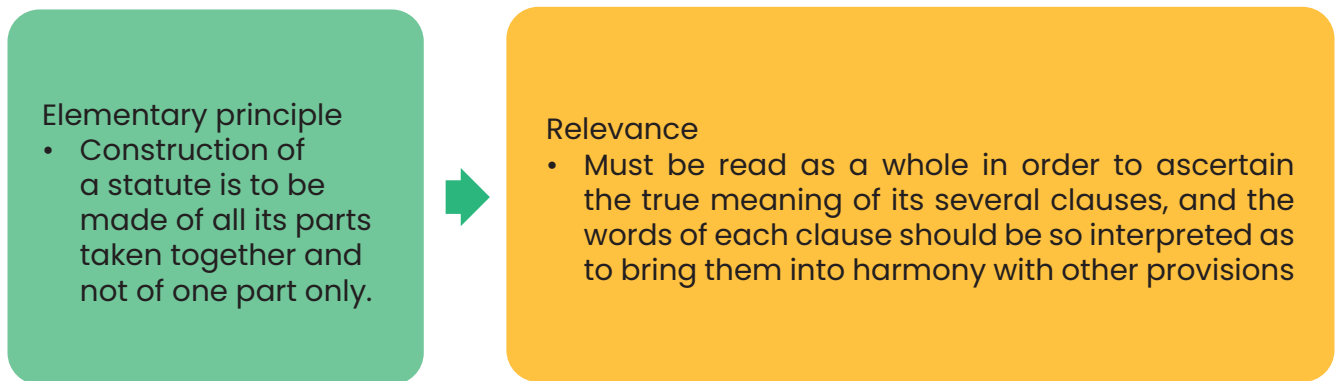 Elementary principle
• Construction of
a statute is to be
made of all its parts
taken together and
not of one part only.
Relevance
• Must be read as a whole in order to ascertain
the true meaning of its several clauses, and the
words of each clause should be so interpreted as
to bring them into harmony with other provisions